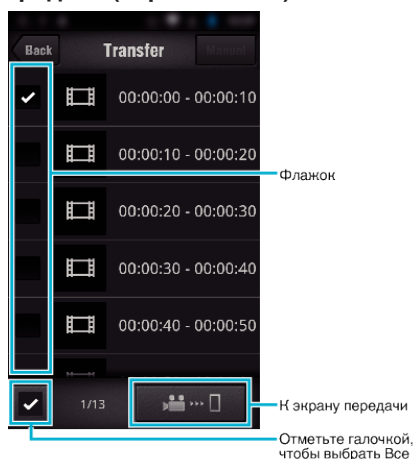 Back Transfer Manual
00:00:00 - 00:00:10
00:00:10 - 00:00:20
Флажок
00:00:20 - 00:00:30
00:00:30 - 00:00:40
00:00:40 - 00:00:50
1/13
К экрану передачи
Отметьте галочкой,
чтобы выбрать Все